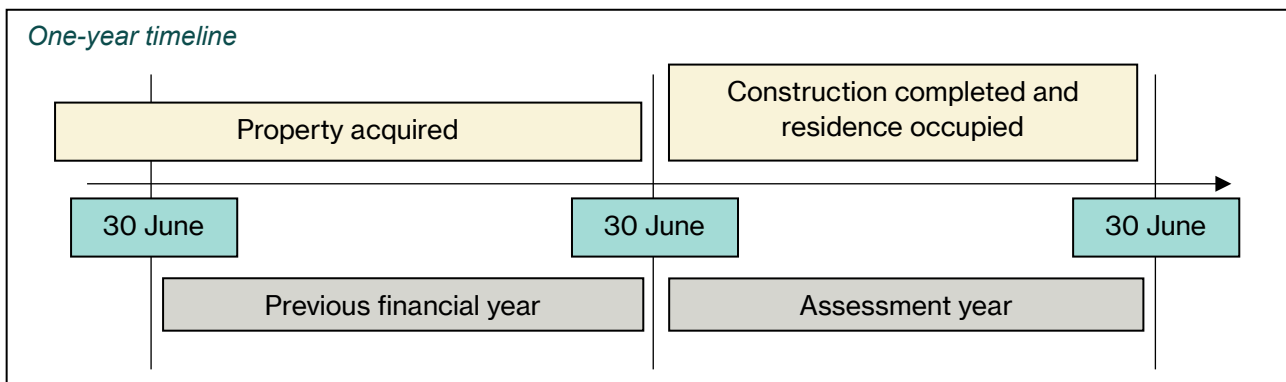 One-year timeline
Property acquired
Construction completed and
residence occupied
30 June
30 June
30 June
Previous financial year
Assessment year